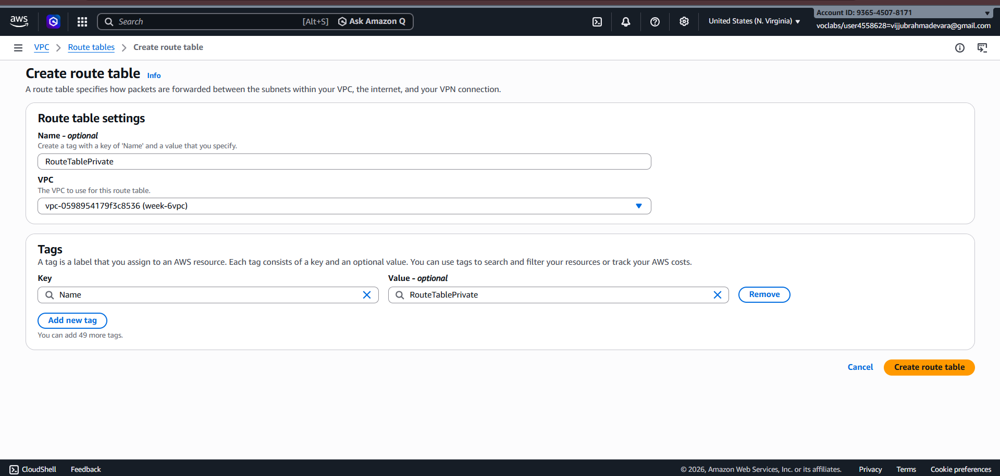 aws
Search [Alt+S] Ask Amazon Q
United States (N. Virginia)
Account ID: 9365-4507-8171
voclabs/user4558628=vijjubrahmadevara@gmail.com
VPC Route tables Create route table
Create route table Info
A route table specifies how packets are forwarded between the subnets within your VPC, the internet, and your VPN connection.
Route table settings
Name - optional
Create a tag with a key of 'Name' and a value that you specify.
RouteTablePrivate
VPC
The VPC to use for this route table.
vpc-0598954179f3c8536 (week-6vpc)
Tags
A tag is a label that you assign to an AWS resource. Each tag consists of a key and an optional value. You can use tags to search and filter your resources or track your AWS costs.
Key Value - optional
Name RouteTablePrivate Remove
Add new tag
You can add 49 more tags.
Cancel Create route table
CloudShell Feedback © 2026, Amazon Web Services, Inc. or its affiliates. Privacy Terms Cookie preferences